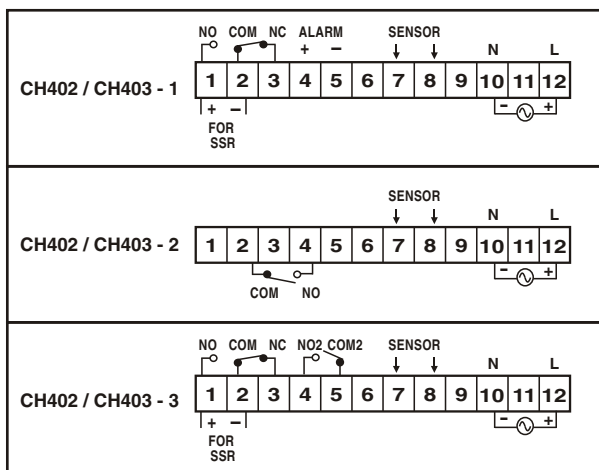 NO COM NC ALARM SENSOR
+ – N L
CH402 / CH403 - 1
1 2 3 4 5 6 7 8 9 10 11 12
+ – - +
FOR
SSR
SENSOR
N L
CH402 / CH403 - 2
1 2 3 4 5 6 7 8 9 10 11 12
- +
COM NO
NO COM NC NO2 COM2 SENSOR
N L
CH402 / CH403 - 3
1 2 3 4 5 6 7 8 9 10 11 12
+ – - +
FOR
SSR